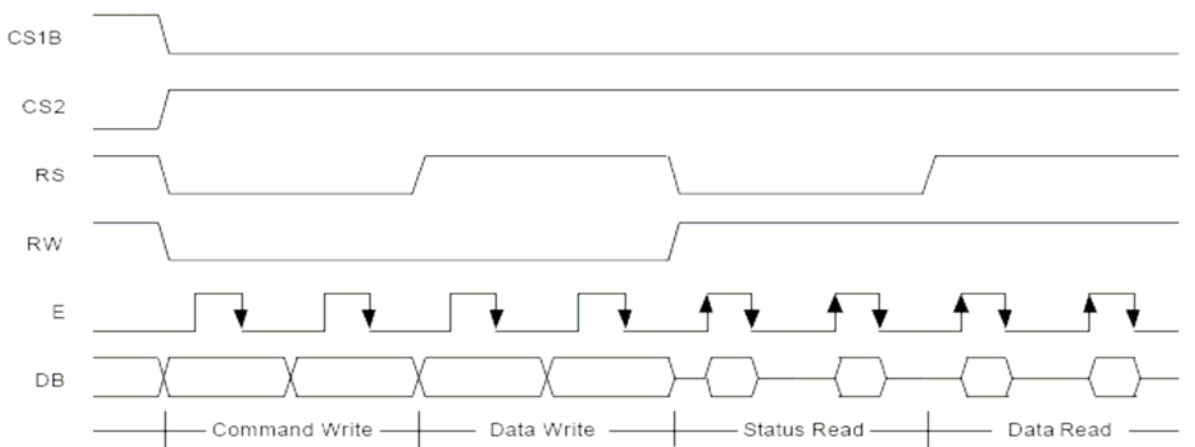 CS1B
CS2
RS
RW
E
DB
Command Write Data Write Status Read Data Read